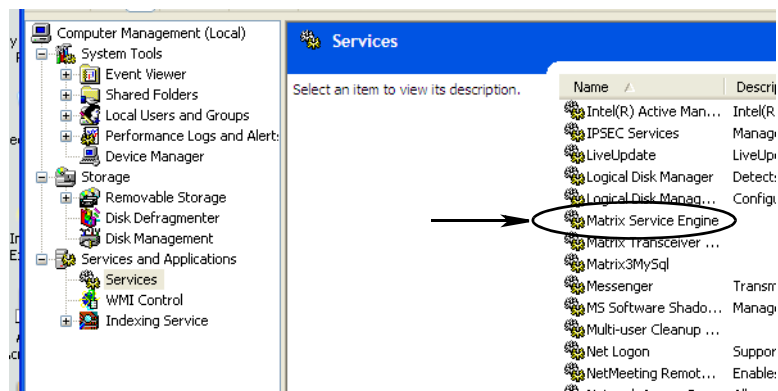 Computer Management (Local)
System Tools
Event Viewer
Shared Folders
Local Users and Groups
Performance Logs and Alert:
Device Manager
Storage
Removable Storage
Disk Defragmenter
Disk Management
Services and Applications
Services
WMI Control
Indexing Service
Services
Select an item to view its description.
Name Descri
Intel(R) Active Man... Intel(R
IPSEC Services Manage
LiveUpdate LiveUpd
Logical Disk Manager Detects
Logical Disk Manag... Configu
Matrix Service Engine
Matrix Transceiver ...
Matrix3MySql
Messenger Transm
MS Software Shado... Manage
Multi-user Cleanup ...
Net Logon Suppor
NetMeeting Remot... Enables